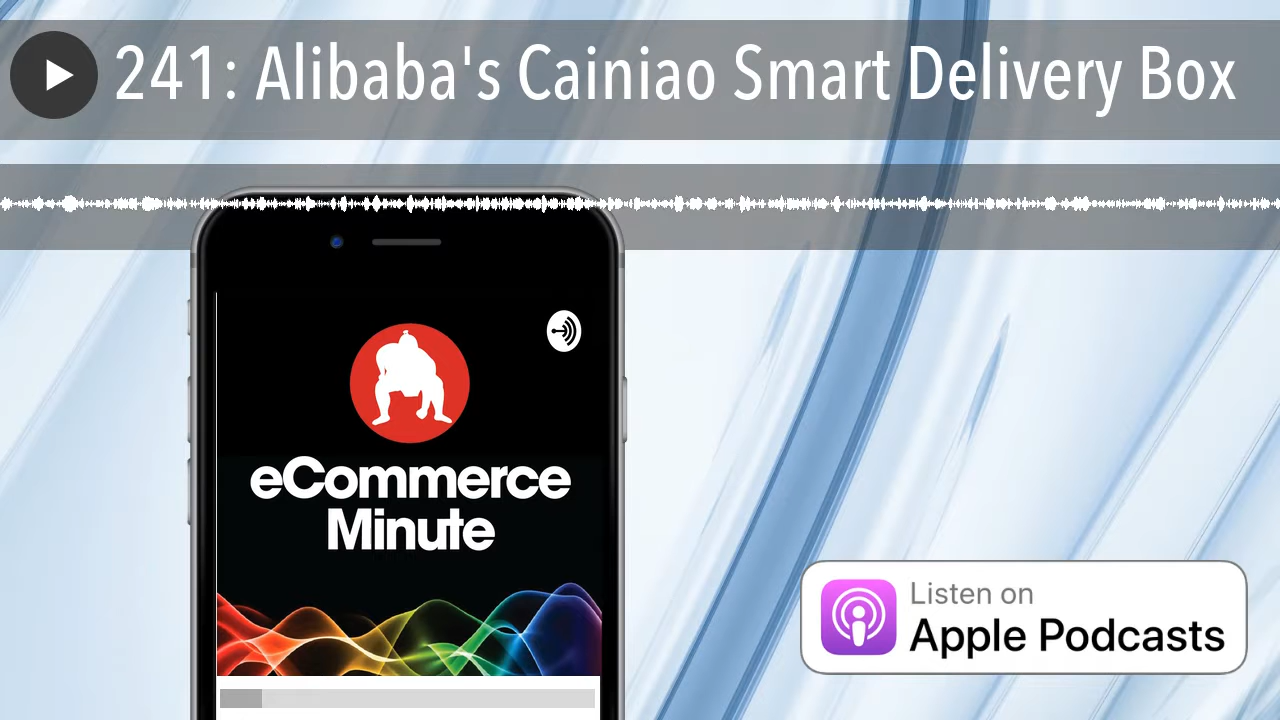 241: Alibaba's Cainiao Smart Delivery Box
eCommerce
Minute
Listen on
Apple Podcasts